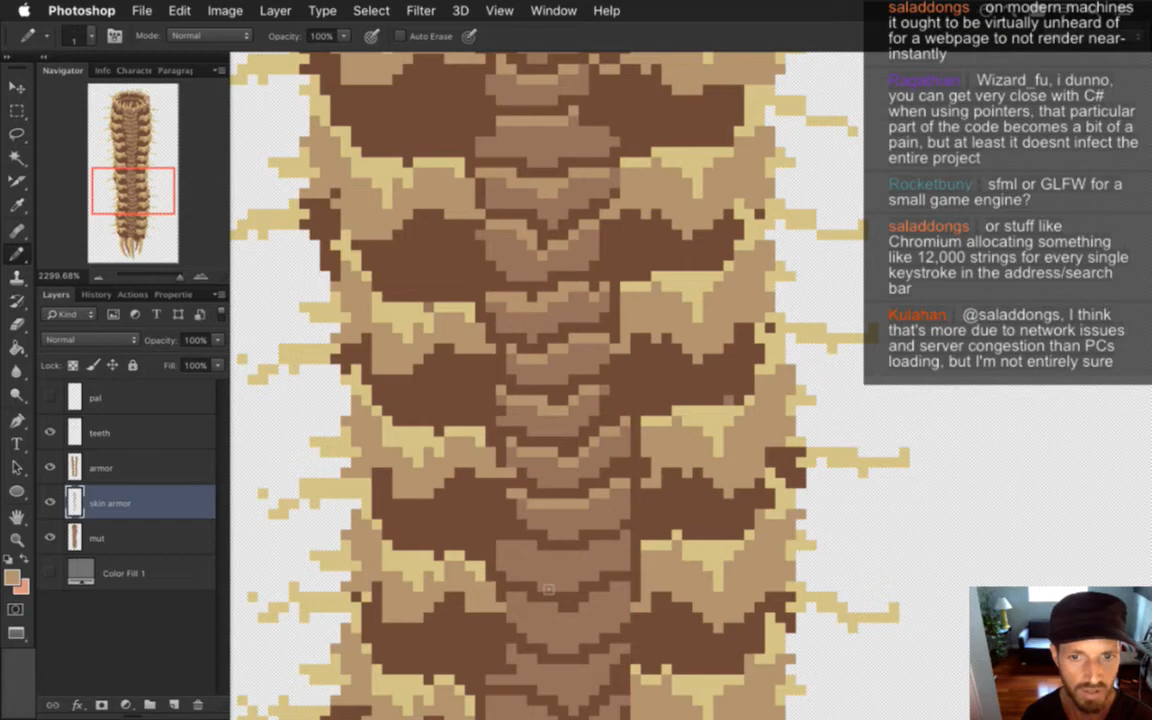 Photoshop File Edit Image Layer Type Select Filter 3D View Window Help
1 Mode: Normal Opacity: 100% Auto Erase
Navigator Info Characte Paragraj
2299.68%
Layers History Actions Propertie
Kind
Normal Opacity: 100%
Lock: Fill: 100%
pal
teeth
armor
skin armor
mut
Color Fill 1
fx
saladdongs on modern machines
it ought to be virtually unheard of
for a webpage to not render near-
instantly
Wizard_fu, i dunno,
you can get very close with C#
when using pointers, that particular
part of the code becomes a bit of a
pain, but at least it doesnt infect the
entire project
Rocketbuny sfml or GLFW for a
small game engine?
saladdongs or stuff like
Chromium allocating something
like 12,000 strings for every single
keystroke in the address/search
bar
Kulahan @saladdongs, I think
that's more due to network issues
and server congestion than PCs
loading, but I'm not entirely sure